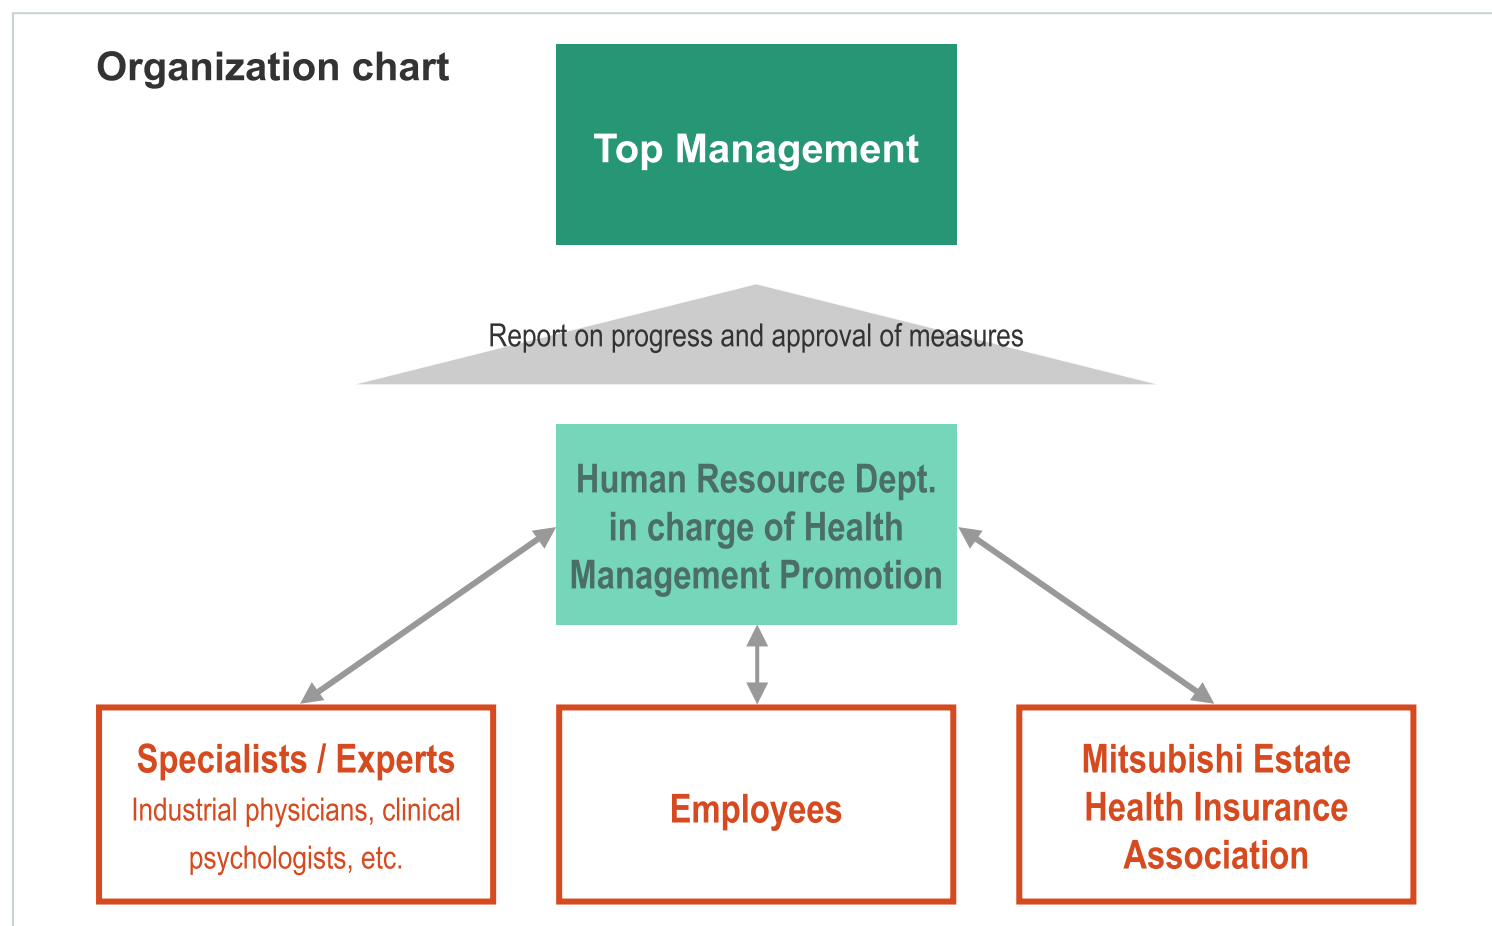 Organization chart
Top Management
Report on progress and approval of measures
Human Resource Dept.
in charge of Health
Management Promotion
Specialists / Experts
Industrial physicians, clinical
psychologists, etc.
Employees
Mitsubishi Estate
Health Insurance
Association